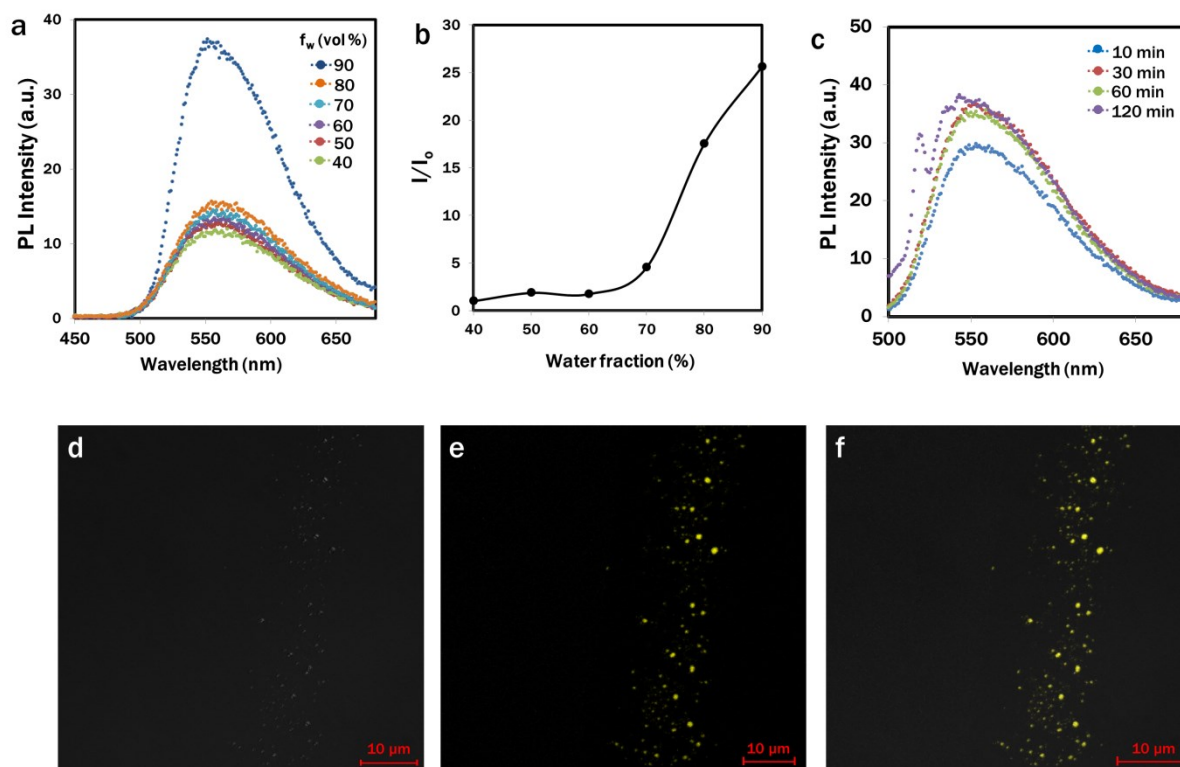 a
PL Intensity (a.u.)
40
30
20
10
0
450
500
550
600
650
Wavelength (nm)
fw (vol %)
90
80
70
60
50
40
b
I/Io
30
25
20
15
10
5
0
40
50
60
70
80
90
Water fraction (%)
c
PL Intensity (a.u.)
50
40
30
20
10
0
500
550
600
650
Wavelength (nm)
10 min
30 min
60 min
120 min
d
10 µm
e
10 µm
f
10 µm